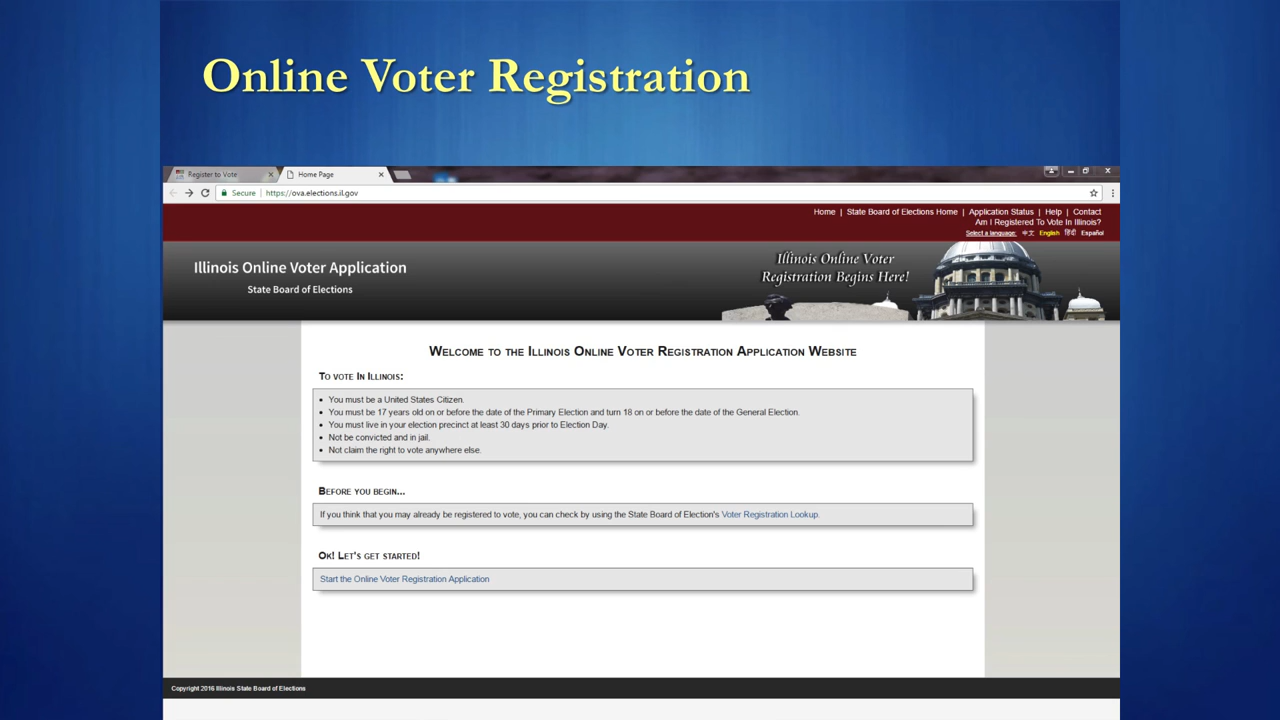 Online Voter Registration
Register to Vote
Home Page
Secure | https://ova.elections.il.gov
Home | State Board of Elections Home | Application Status | Help | Contact
Am I Registered To Vote In Illinois?
Select a language: 中文 English हिंदी Español
Illinois Online Voter Application
State Board of Elections
Illinois Online Voter
Registration Begins Here!
Welcome to the Illinois Online Voter Registration Application Website
To vote In Illinois:
• You must be a United States Citizen.
• You must be 17 years old on or before the date of the Primary Election and turn 18 on or before the date of the General Election.
• You must live in your election precinct at least 30 days prior to Election Day.
• Not be convicted and in jail.
• Not claim the right to vote anywhere else.
Before you begin...
If you think that you may already be registered to vote, you can check by using the State Board of Election's Voter Registration Lookup.
Ok! Let's get started!
Start the Online Voter Registration Application
Copyright 2016 Illinois State Board of Elections